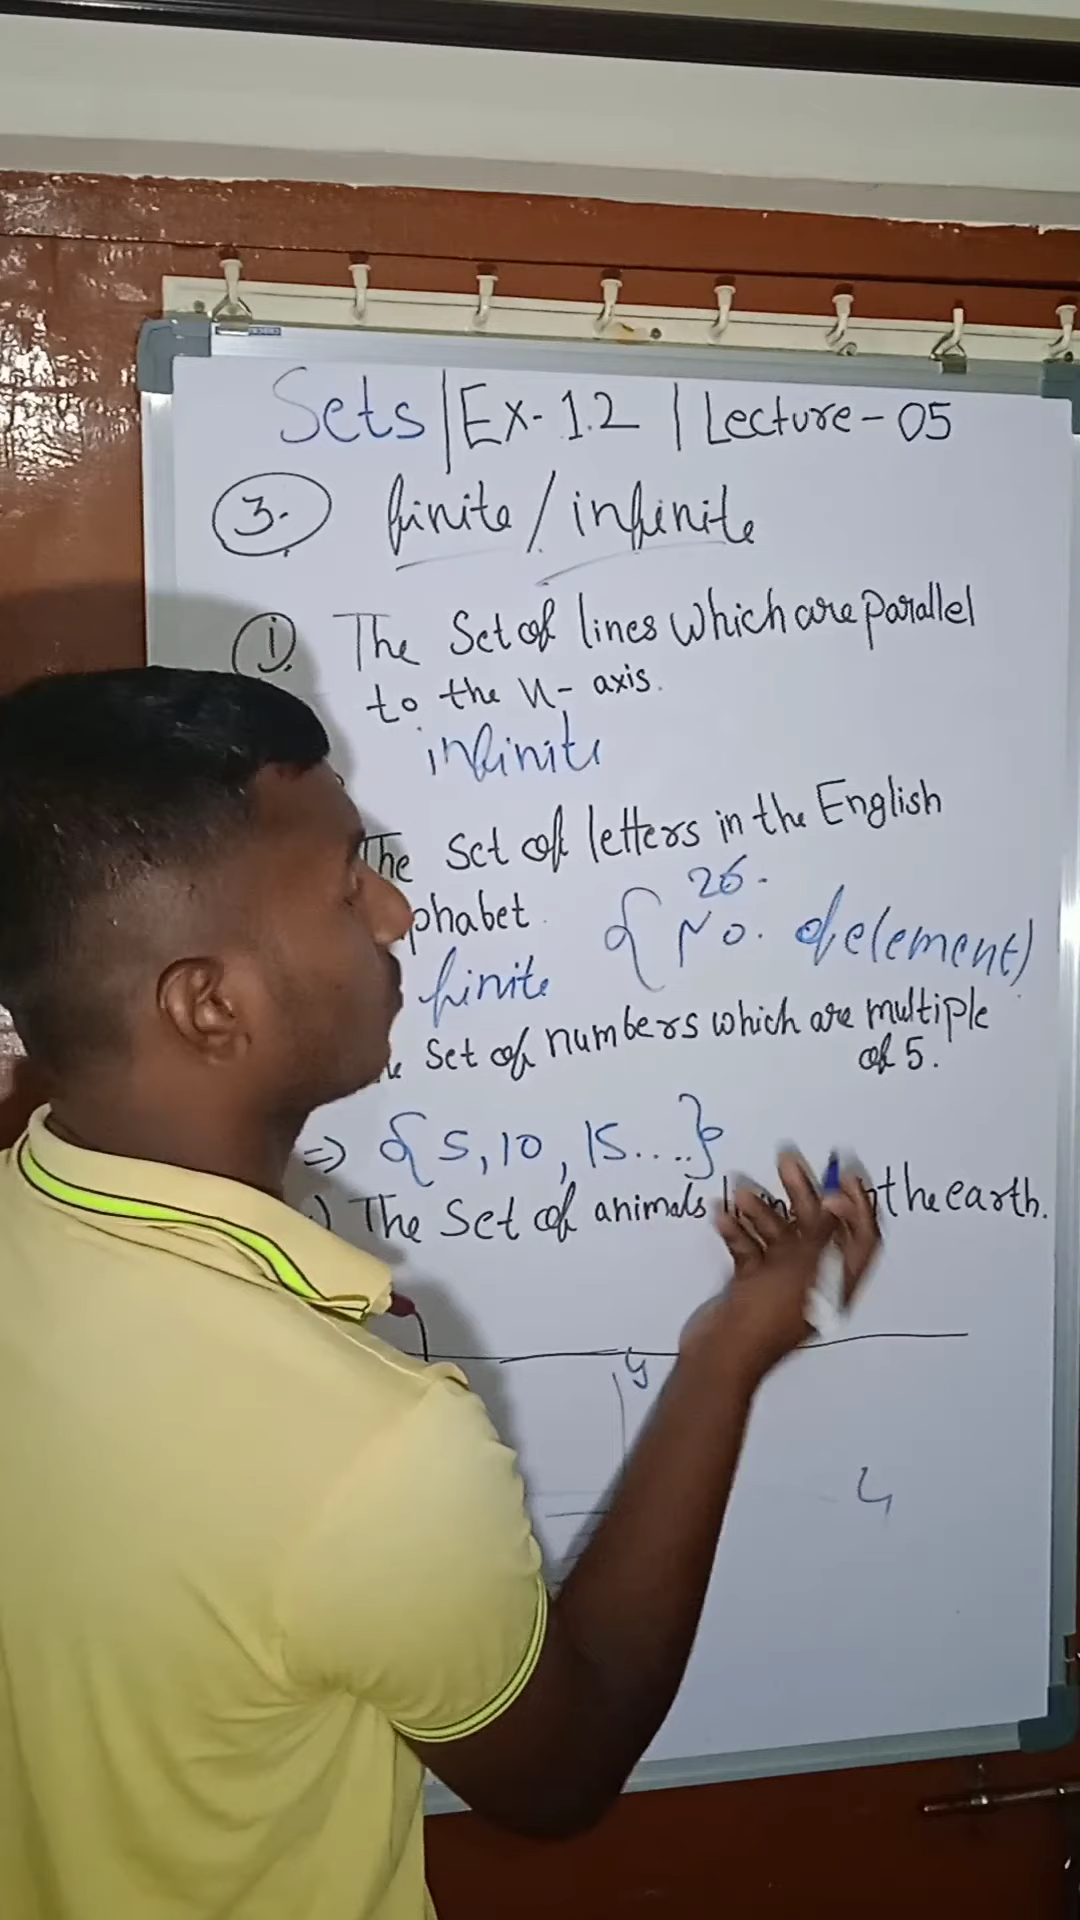 Sets | Ex- 1.2 | Lecture - 05
3. finite / infinite
i). The Set of lines which are parallel
to the x- axis.
infinite
The Set of letters in the English
phabet.
26.
finite { No. of element)
Set of numbers which are multiple
of 5.
⇒ {5, 10, 15....}
) The Set of animals the earth.
y